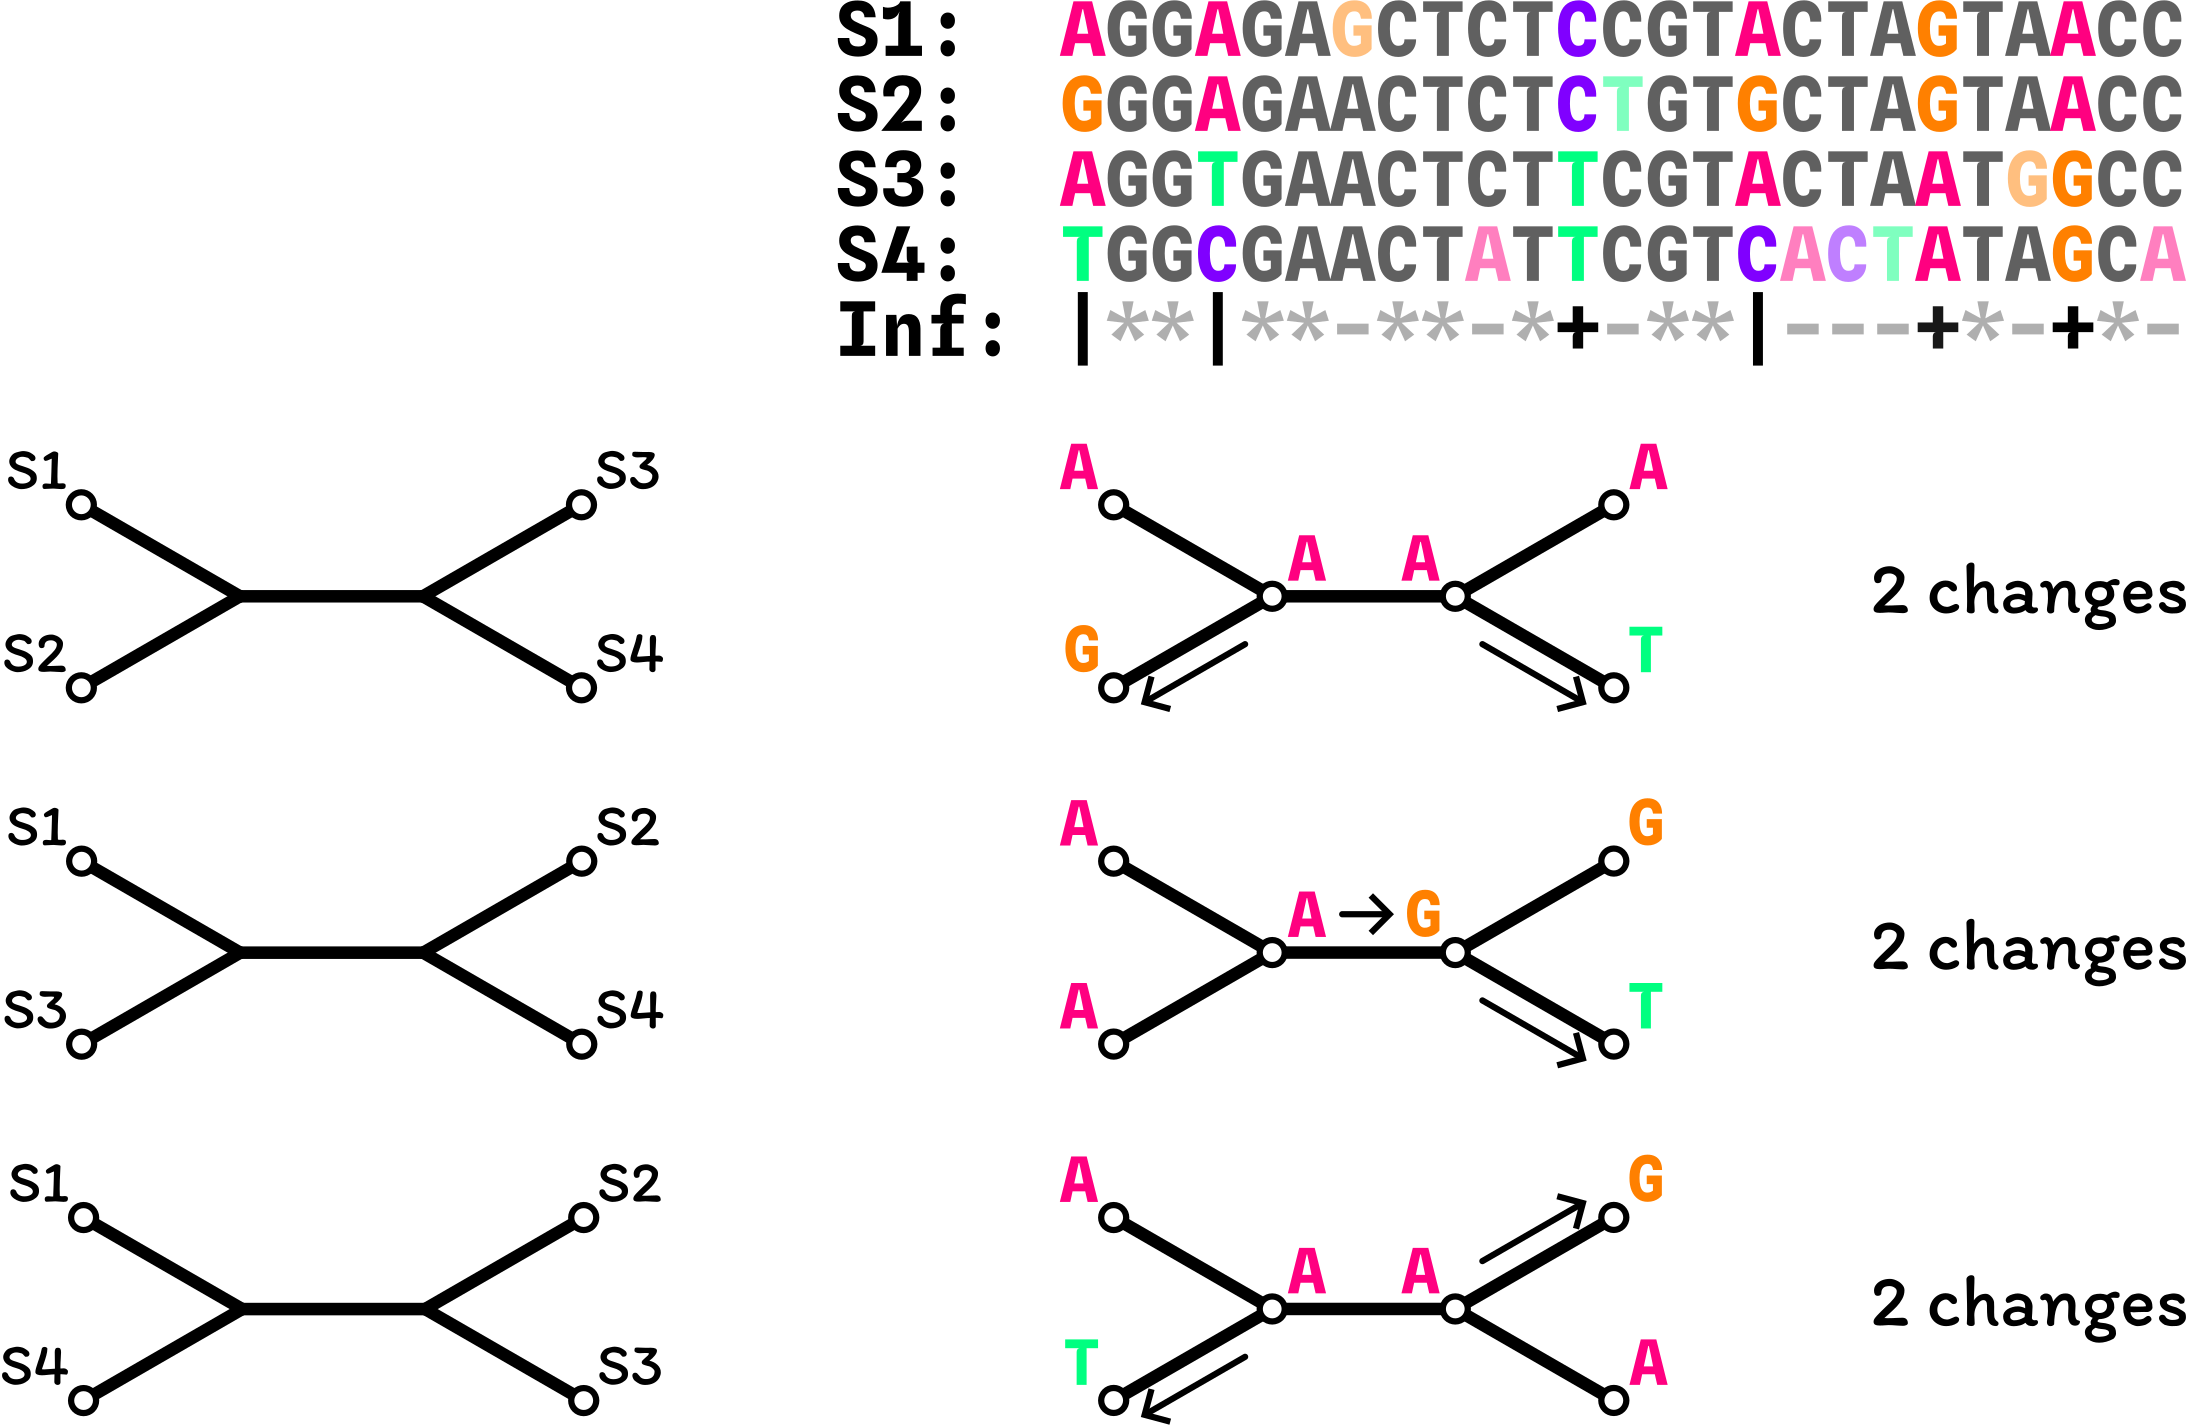 S1: AGGAGAGCTCTCCGTACTAGTAACC
S2: GGGAGAACTCTCTGTGCTAGTAACC
S3: AGGTGAACTCTTCGTACTAATGGCC
S4: TGGCGAACTATTCGTCACTATAGCA
Inf: |**|**-**-*+-**|---+*-+*-
S1 S3 A A
A A
2 changes
S2 S4 G T
S1 S2 A G
A → G
2 changes
S3 S4 A T
S1 S2 A G
A A
2 changes
S4 S3 T A